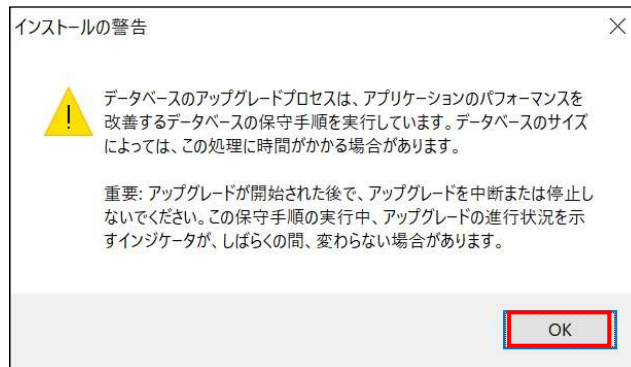 インストールの警告
データベースのアップグレードプロセスは、アプリケーションのパフォーマンスを
改善するデータベースの保守手順を実行しています。データベースのサイズ
によっては、この処理に時間がかかる場合があります。
重要: アップグレードが開始された後で、アップグレードを中断または停止し
ないでください。この保守手順の実行中、アップグレードの進行状況を示
すインジケータが、しばらくの間、変わらない場合があります。
OK